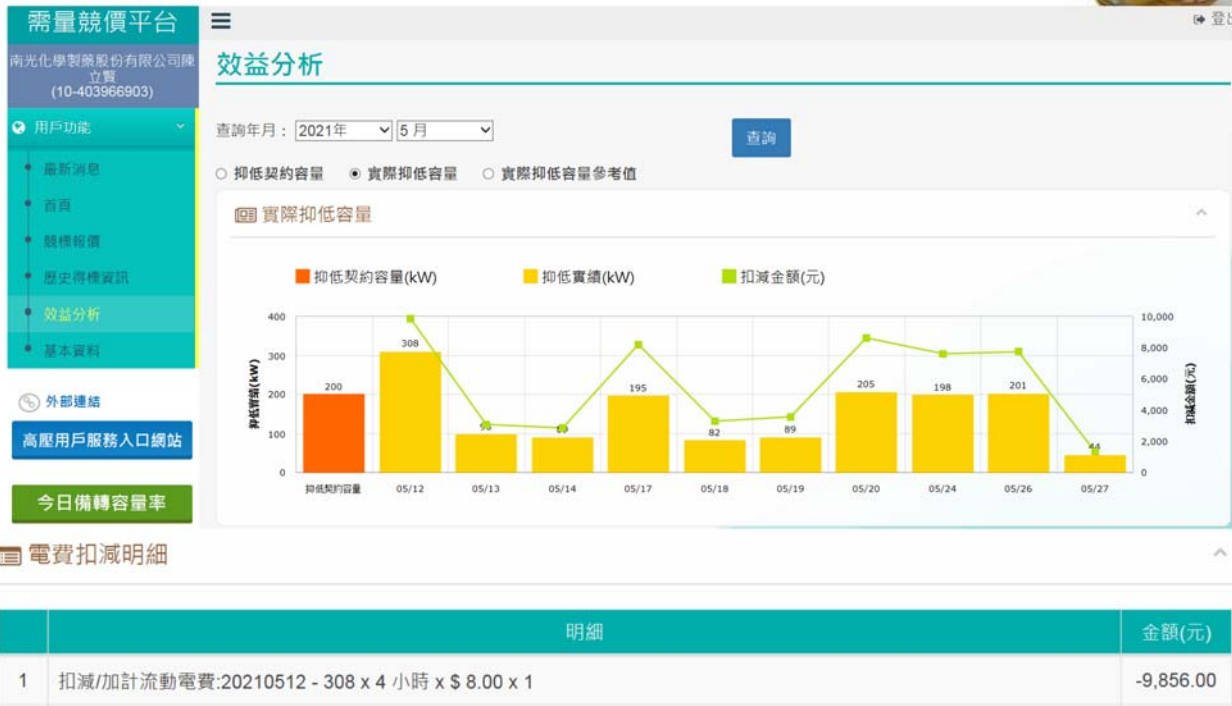 需量競價平台
登出
南光化學製藥股份有限公司陳
立賢
(10-403966903)
效益分析
用戶功能
查詢年月：2021年 5 月
查詢
最新消息
抑低契約容量 實際抑低容量 實際抑低容量參考值
首頁
實際抑低容量
競標報價
歷史得標資訊
抑低契約容量(kW) 抑低實績(kW) 扣減金額(元)
效益分析
基本資料
外部連結
高壓用戶服務入口網站
今日備轉容量率
抑低實績(kW)
400
300
200
100
0
200
308
195
82
89
205
198
201
44
抑低契約容量 05/12 05/13 05/14 05/17 05/18 05/19 05/20 05/24 05/26 05/27
10,000
8,000
6,000
4,000
2,000
0
扣減金額(元)
電費扣減明細
明細 金額(元)
1 扣減/加計流動電費:20210512 - 308 x 4 小時 x $ 8.00 x 1 -9,856.00